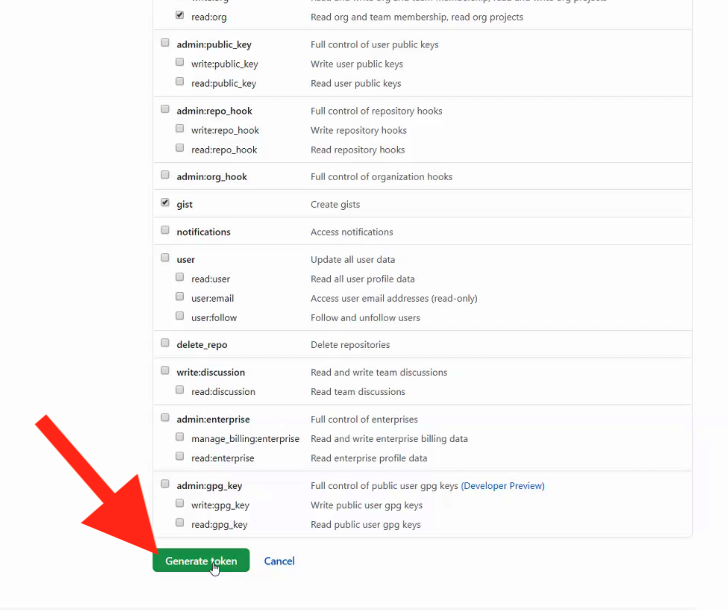 read:org Read org and team membership, read org projects
admin:public_key Full control of user public keys
write:public_key Write user public keys
read:public_key Read user public keys
admin:repo_hook Full control of repository hooks
write:repo_hook Write repository hooks
read:repo_hook Read repository hooks
admin:org_hook Full control of organization hooks
gist Create gists
notifications Access notifications
user Update all user data
read:user Read all user profile data
user:email Access user email addresses (read-only)
user:follow Follow and unfollow users
delete_repo Delete repositories
write:discussion Read and write team discussions
read:discussion Read team discussions
admin:enterprise Full control of enterprises
manage_billing:enterprise Read and write enterprise billing data
read:enterprise Read enterprise profile data
admin:gpg_key Full control of public user gpg keys (Developer Preview)
write:gpg_key Write public user gpg keys
read:gpg_key Read public user gpg keys
Generate token Cancel